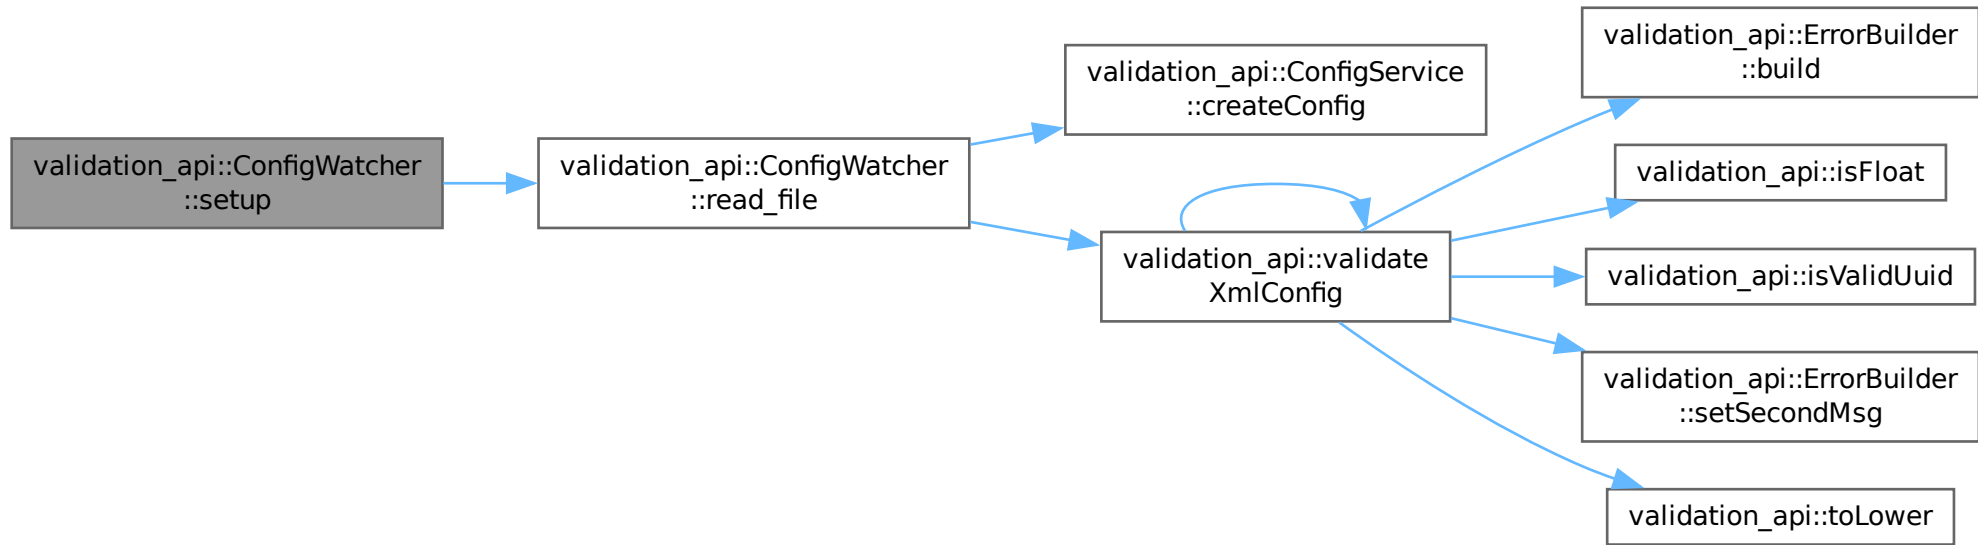 validation_api::ConfigWatcher
::setup
validation_api::ConfigWatcher
::read_file
validation_api::ConfigService
::createConfig
validation_api::validate
XmlConfig
validation_api::ErrorBuilder
::build
validation_api::isFloat
validation_api::isValidUuid
validation_api::ErrorBuilder
::setSecondMsg
validation_api::toLower